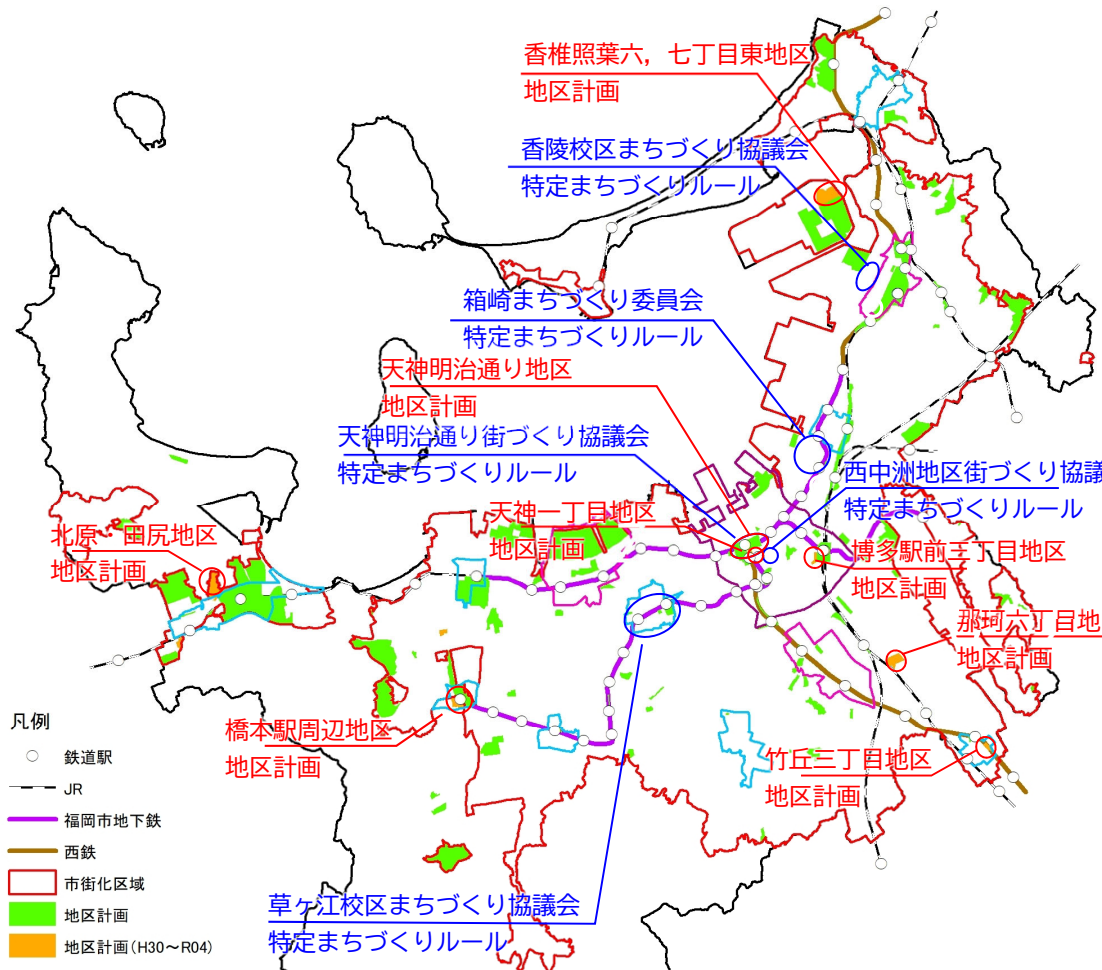 香椎照葉六，七丁目東地区
地区計画
香陵校区まちづくり協議会
特定まちづくりルール
箱崎まちづくり委員会
特定まちづくりルール
天神明治通り地区
地区計画
天神明治通り街づくり協議会
特定まちづくりルール
西中洲地区街づくり協議
特定まちづくりルール
天神一丁目地区
地区計画
北原・田尻地区
地区計画
博多駅前三丁目地区
地区計画
那珂六丁目地
地区計画
橋本駅周辺地区
地区計画
竹丘三丁目地区
地区計画
草ヶ江校区まちづくり協議会
特定まちづくりルール
凡例
鉄道駅
JR
福岡市地下鉄
西鉄
市街化区域
地区計画
地区計画（H30～R04）